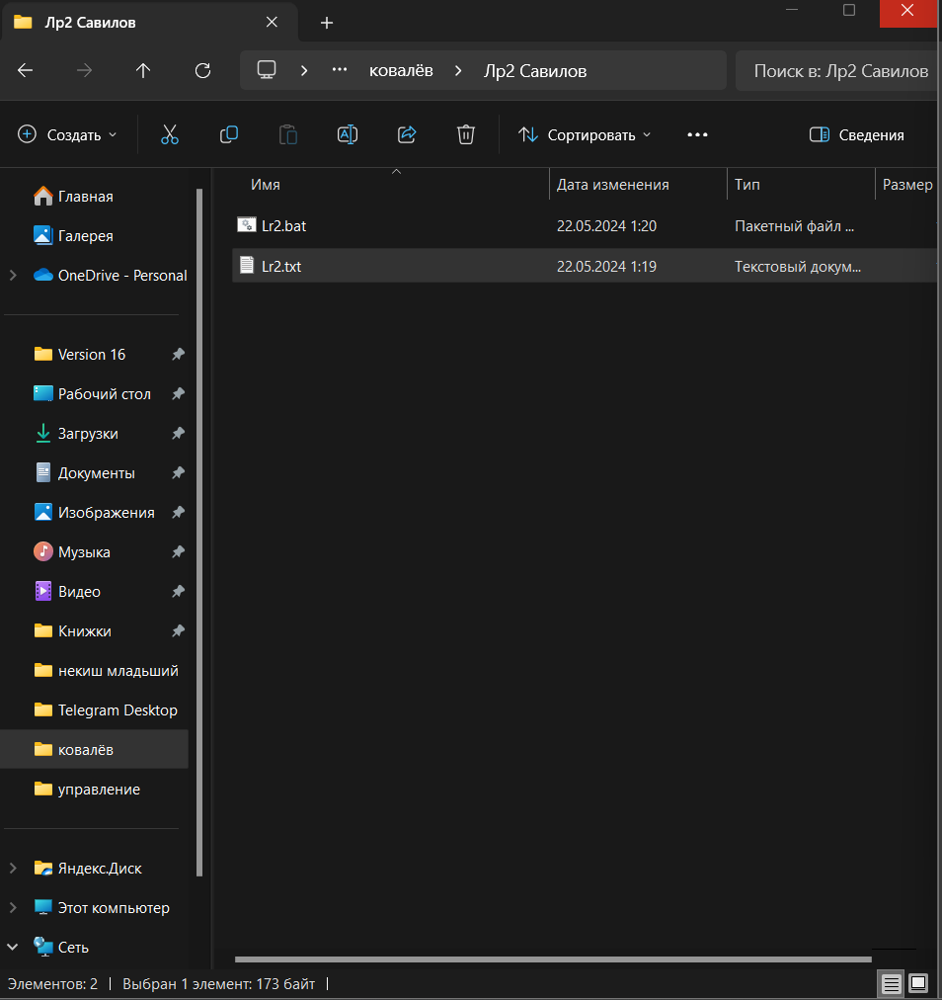 Лр2 Савилов
ковалёв Лр2 Савилов Поиск в: Лр2 Савилов
Создать Сортировать Сведения
Имя Дата изменения Тип Размер
Lr2.bat 22.05.2024 1:20 Пакетный файл ...
Lr2.txt 22.05.2024 1:19 Текстовый докум...
Главная
Галерея
OneDrive - Personal
Version 16
Рабочий стол
Загрузки
Документы
Изображения
Музыка
Видео
Книжки
некиш младьший
Telegram Desktop
ковалёв
управление
Яндекс.Диск
Этот компьютер
Сеть
Элементов: 2 Выбран 1 элемент: 173 байт